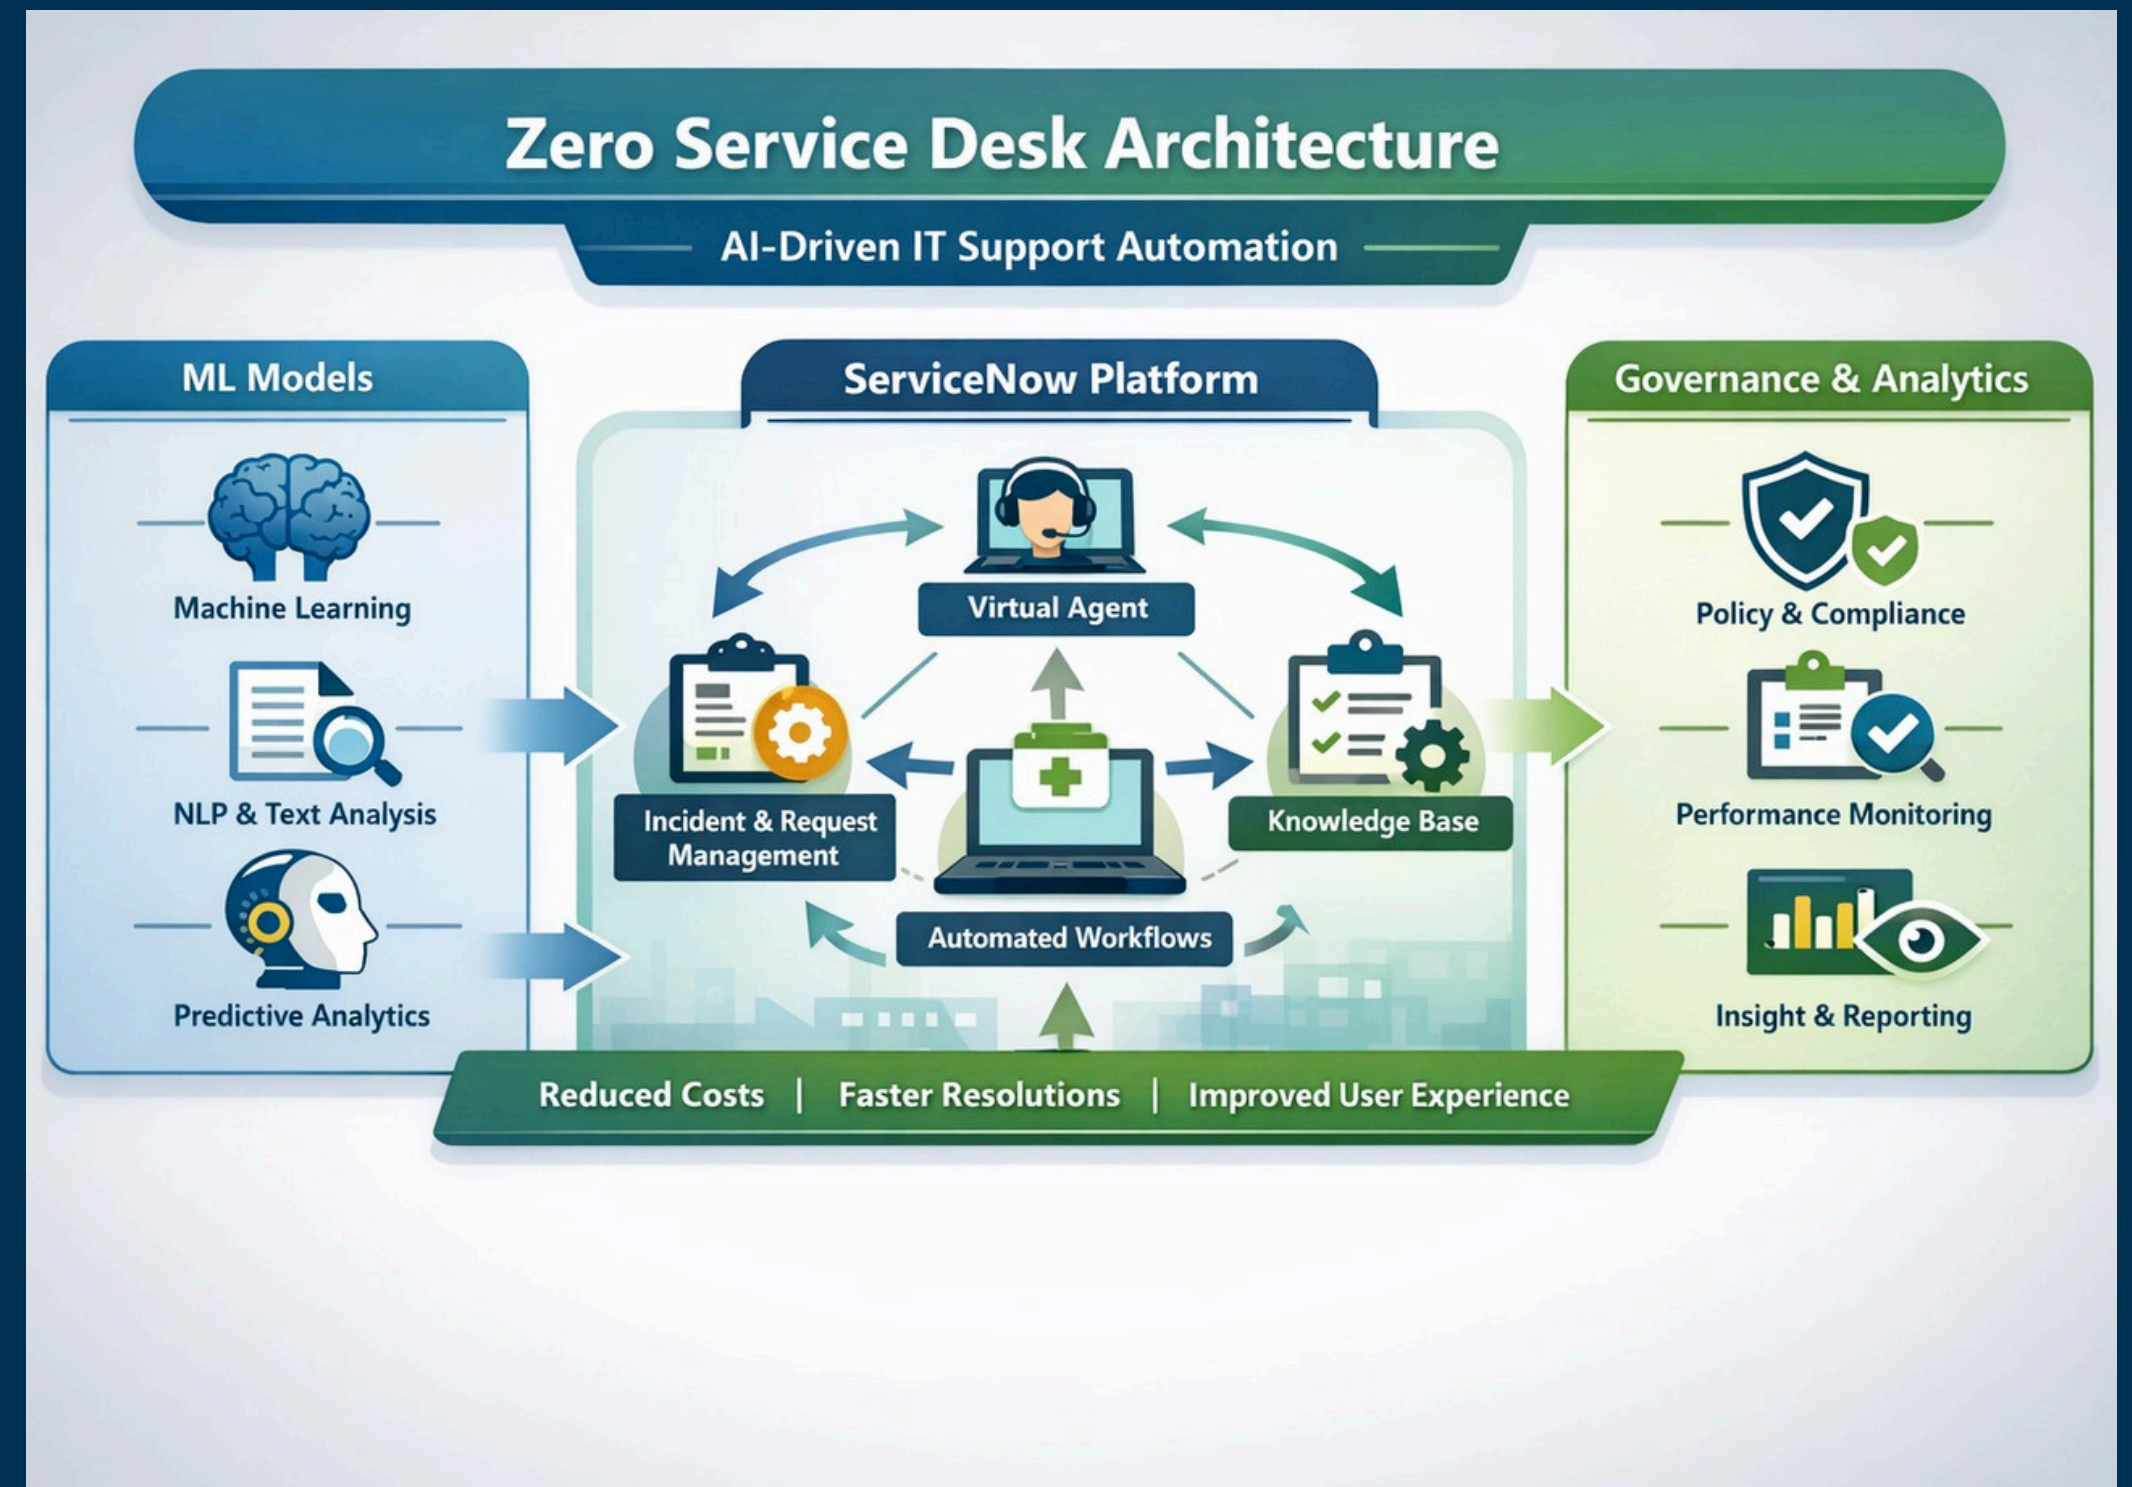 Zero Service Desk Architecture
AI-Driven IT Support Automation
ML Models
Machine Learning
NLP & Text Analysis
Predictive Analytics
ServiceNow Platform
Virtual Agent
Incident & Request
Management
Knowledge Base
Automated Workflows
Governance & Analytics
Policy & Compliance
Performance Monitoring
Insight & Reporting
Reduced Costs | Faster Resolutions | Improved User Experience